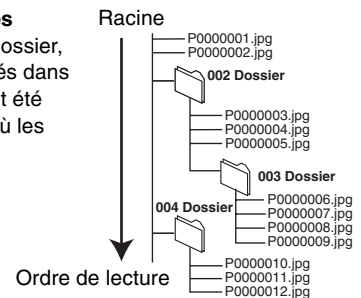 és
ossier,
és dans
t été
ù les
Racine
P0000001.jpg
P0000002.jpg
002 Dossier
P0000003.jpg
P0000004.jpg
P0000005.jpg
003 Dossier
P0000006.jpg
P0000007.jpg
P0000008.jpg
P0000009.jpg
004 Dossier
P0000010.jpg
P0000011.jpg
P0000012.jpg
Ordre de lecture